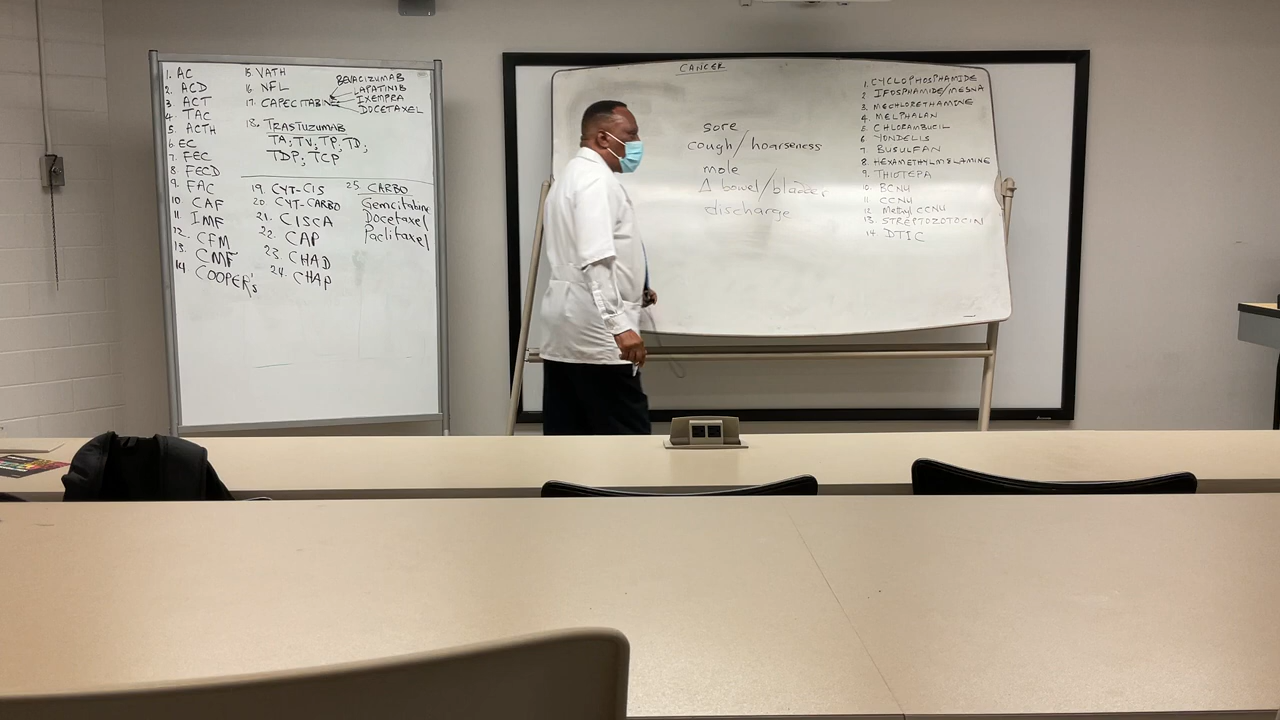 1. AC
2. ACD
3 ACT
4. TAC
5. ACTH
6. EC
7. FEC
8 FECD
9. FAC
10. CAF
11. IMF
12. CFM
13. CMF
14 COOPER's
15. VATH
16. NFL
17. CAPECITABINE
BEVACIZUMAB
LAPATINIB
IXEMPRA
DOCETAXEL
18. TRASTUZUMAB
TA, TV, TP, TD,
TDP, TCP
19. CYT-CIS
20. CYT-CARBO
21. CISCA
22. CAP
23. CHAD
24. CHAP
25. CARBO
Gemcitabine
Docetaxel
Paclitaxel
CANCER
sore
cough/hoarseness
mole
Δ bowel/bladder
discharge
1. CYCLOPHOSPHAMIDE
2 IFOSPHAMIDE/MESNA
3. MECHLORETHAMINE
4. MELPHALAN
5 CHLORAMBUCIL
6 YONDELIS
7. BUSULFAN
8. HEXAMETHYLMELAMINE
9. THIOTEPA
10. BCNU
11. CCNU
12 Methyl CCNU
13 STREPTOZOTOCIN
14. DTIC